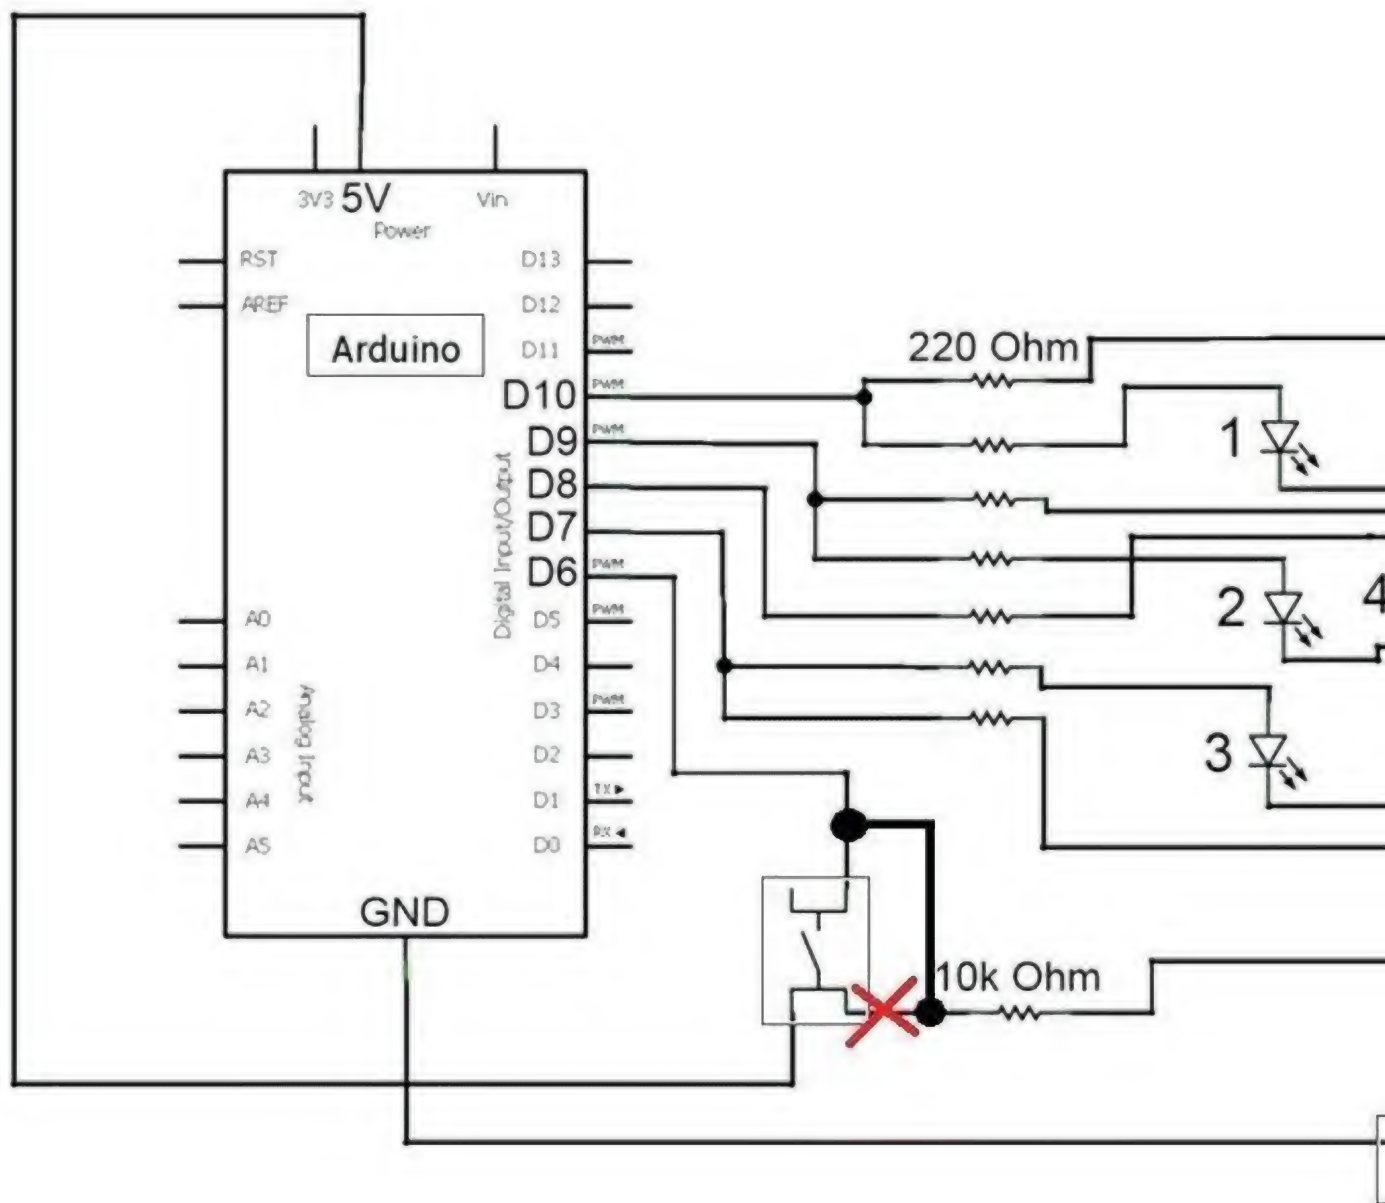 3V3 5V Vin
Power
RST D13
AREF D12
Arduino D11 PWM
220 Ohm
D10 PWM
D9 PWM
1
D8
D7
D6 PWM
Digital Input/Output
2 4
A0 D5 PWM
A1 D4
A2 D3 PWM
Analog Input
3
A3 D2
A4 D1 TX
A5 D0 RX
GND
10k Ohm